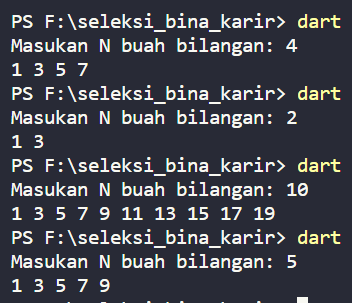 PS F:\seleksi_bina_karir> dart
Masukan N buah bilangan: 4
1 3 5 7
PS F:\seleksi_bina_karir> dart
Masukan N buah bilangan: 2
1 3
PS F:\seleksi_bina_karir> dart
Masukan N buah bilangan: 10
1 3 5 7 9 11 13 15 17 19
PS F:\seleksi_bina_karir> dart
Masukan N buah bilangan: 5
1 3 5 7 9